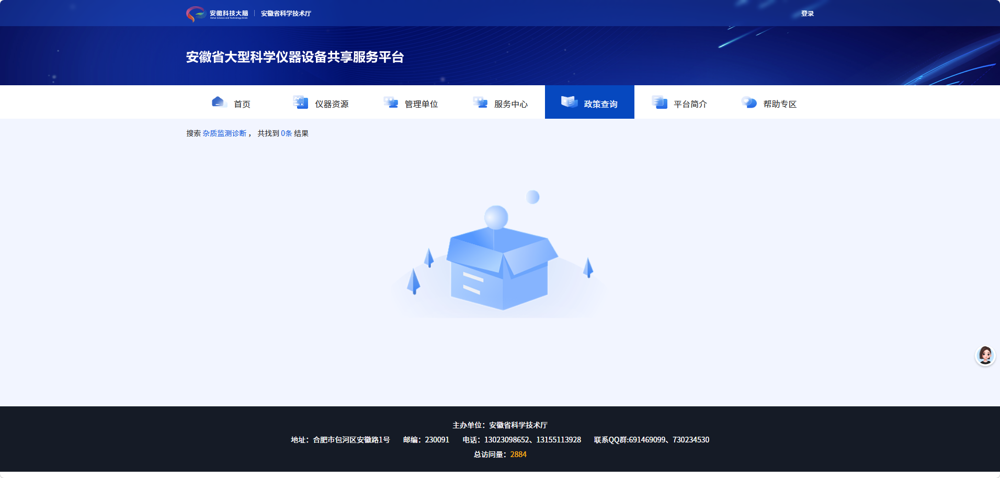 安徽科技大脑
Anhui Science and Technology Brain
安徽省科学技术厅
登录
安徽省大型科学仪器设备共享服务平台
首页
仪器资源
管理单位
服务中心
政策查询
平台简介
帮助专区
搜索 杂质监测诊断 ， 共找到 0条 结果
主办单位：安徽省科学技术厅
地址：合肥市包河区安徽路1号 邮编：230091 电话：13023098652、13155113928 联系QQ群:691469099、730234530
总访问量：2884